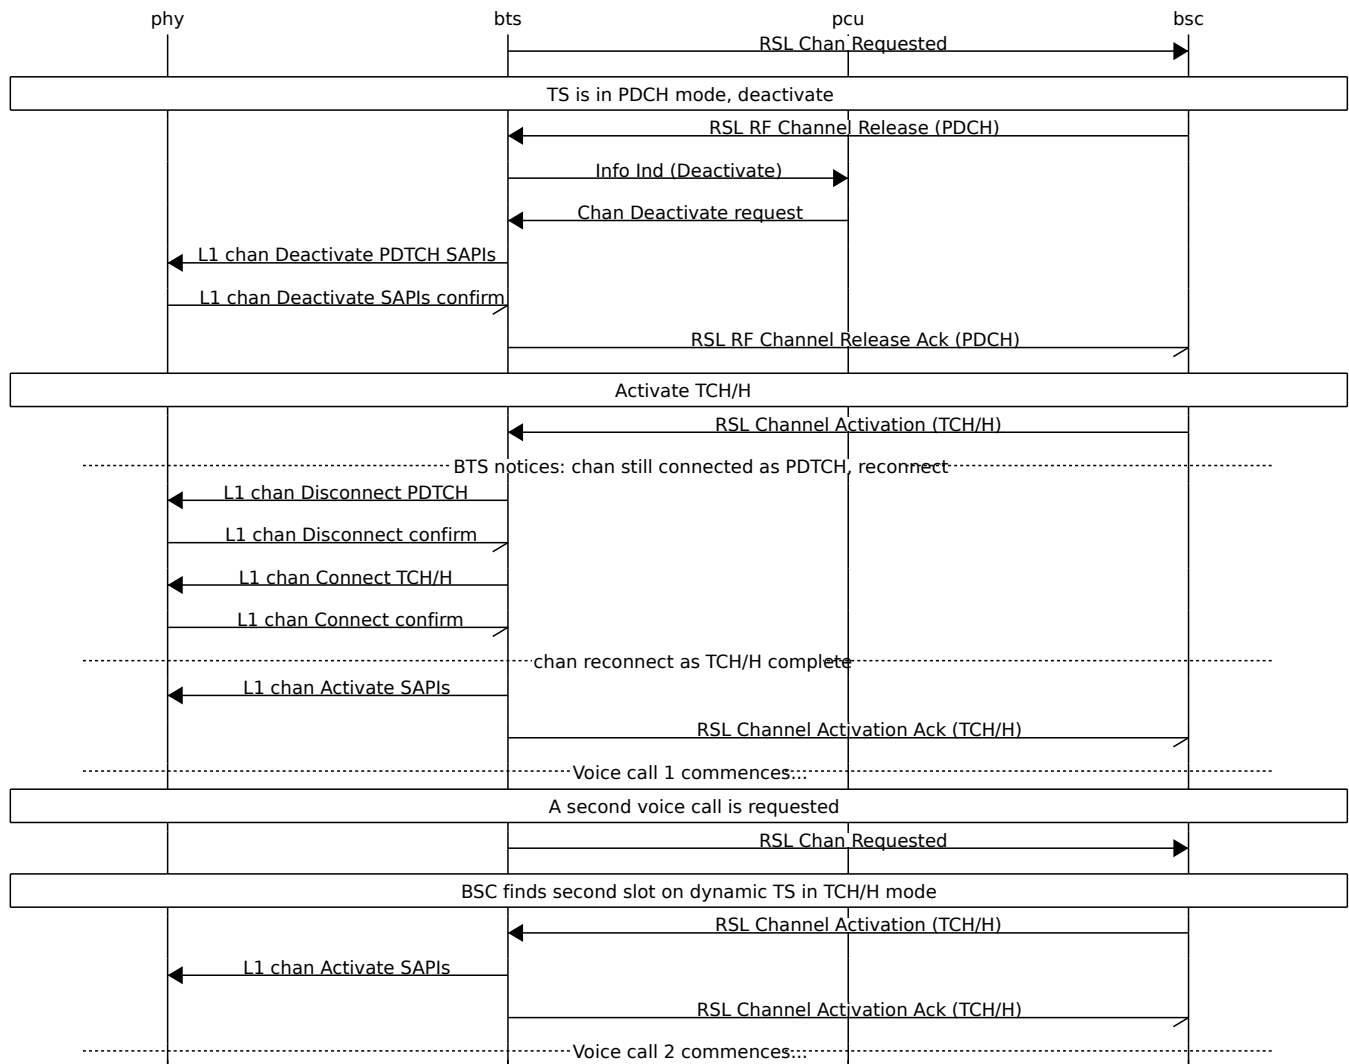 phy bts pcu bsc
RSL Chan Requested
TS is in PDCH mode, deactivate
RSL RF Channel Release (PDCH)
Info Ind (Deactivate)
Chan Deactivate request
L1 chan Deactivate PDTCH SAPIs
L1 chan Deactivate SAPIs confirm
RSL RF Channel Release Ack (PDCH)
Activate TCH/H
RSL Channel Activation (TCH/H)
BTS notices: chan still connected as PDTCH, reconnect
L1 chan Disconnect PDTCH
L1 chan Disconnect confirm
L1 chan Connect TCH/H
L1 chan Connect confirm
chan reconnect as TCH/H complete
L1 chan Activate SAPIs
RSL Channel Activation Ack (TCH/H)
Voice call 1 commences...
A second voice call is requested
RSL Chan Requested
BSC finds second slot on dynamic TS in TCH/H mode
RSL Channel Activation (TCH/H)
L1 chan Activate SAPIs
RSL Channel Activation Ack (TCH/H)
Voice call 2 commences...